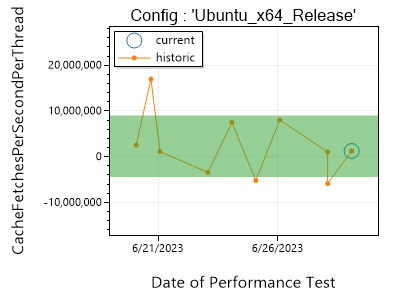 Config : 'Ubuntu_x64_Release'
current
historic
CacheFetchesPerSecondPerThread
20,000,000
10,000,000
0
-10,000,000
6/21/2023
6/26/2023
Date of Performance Test